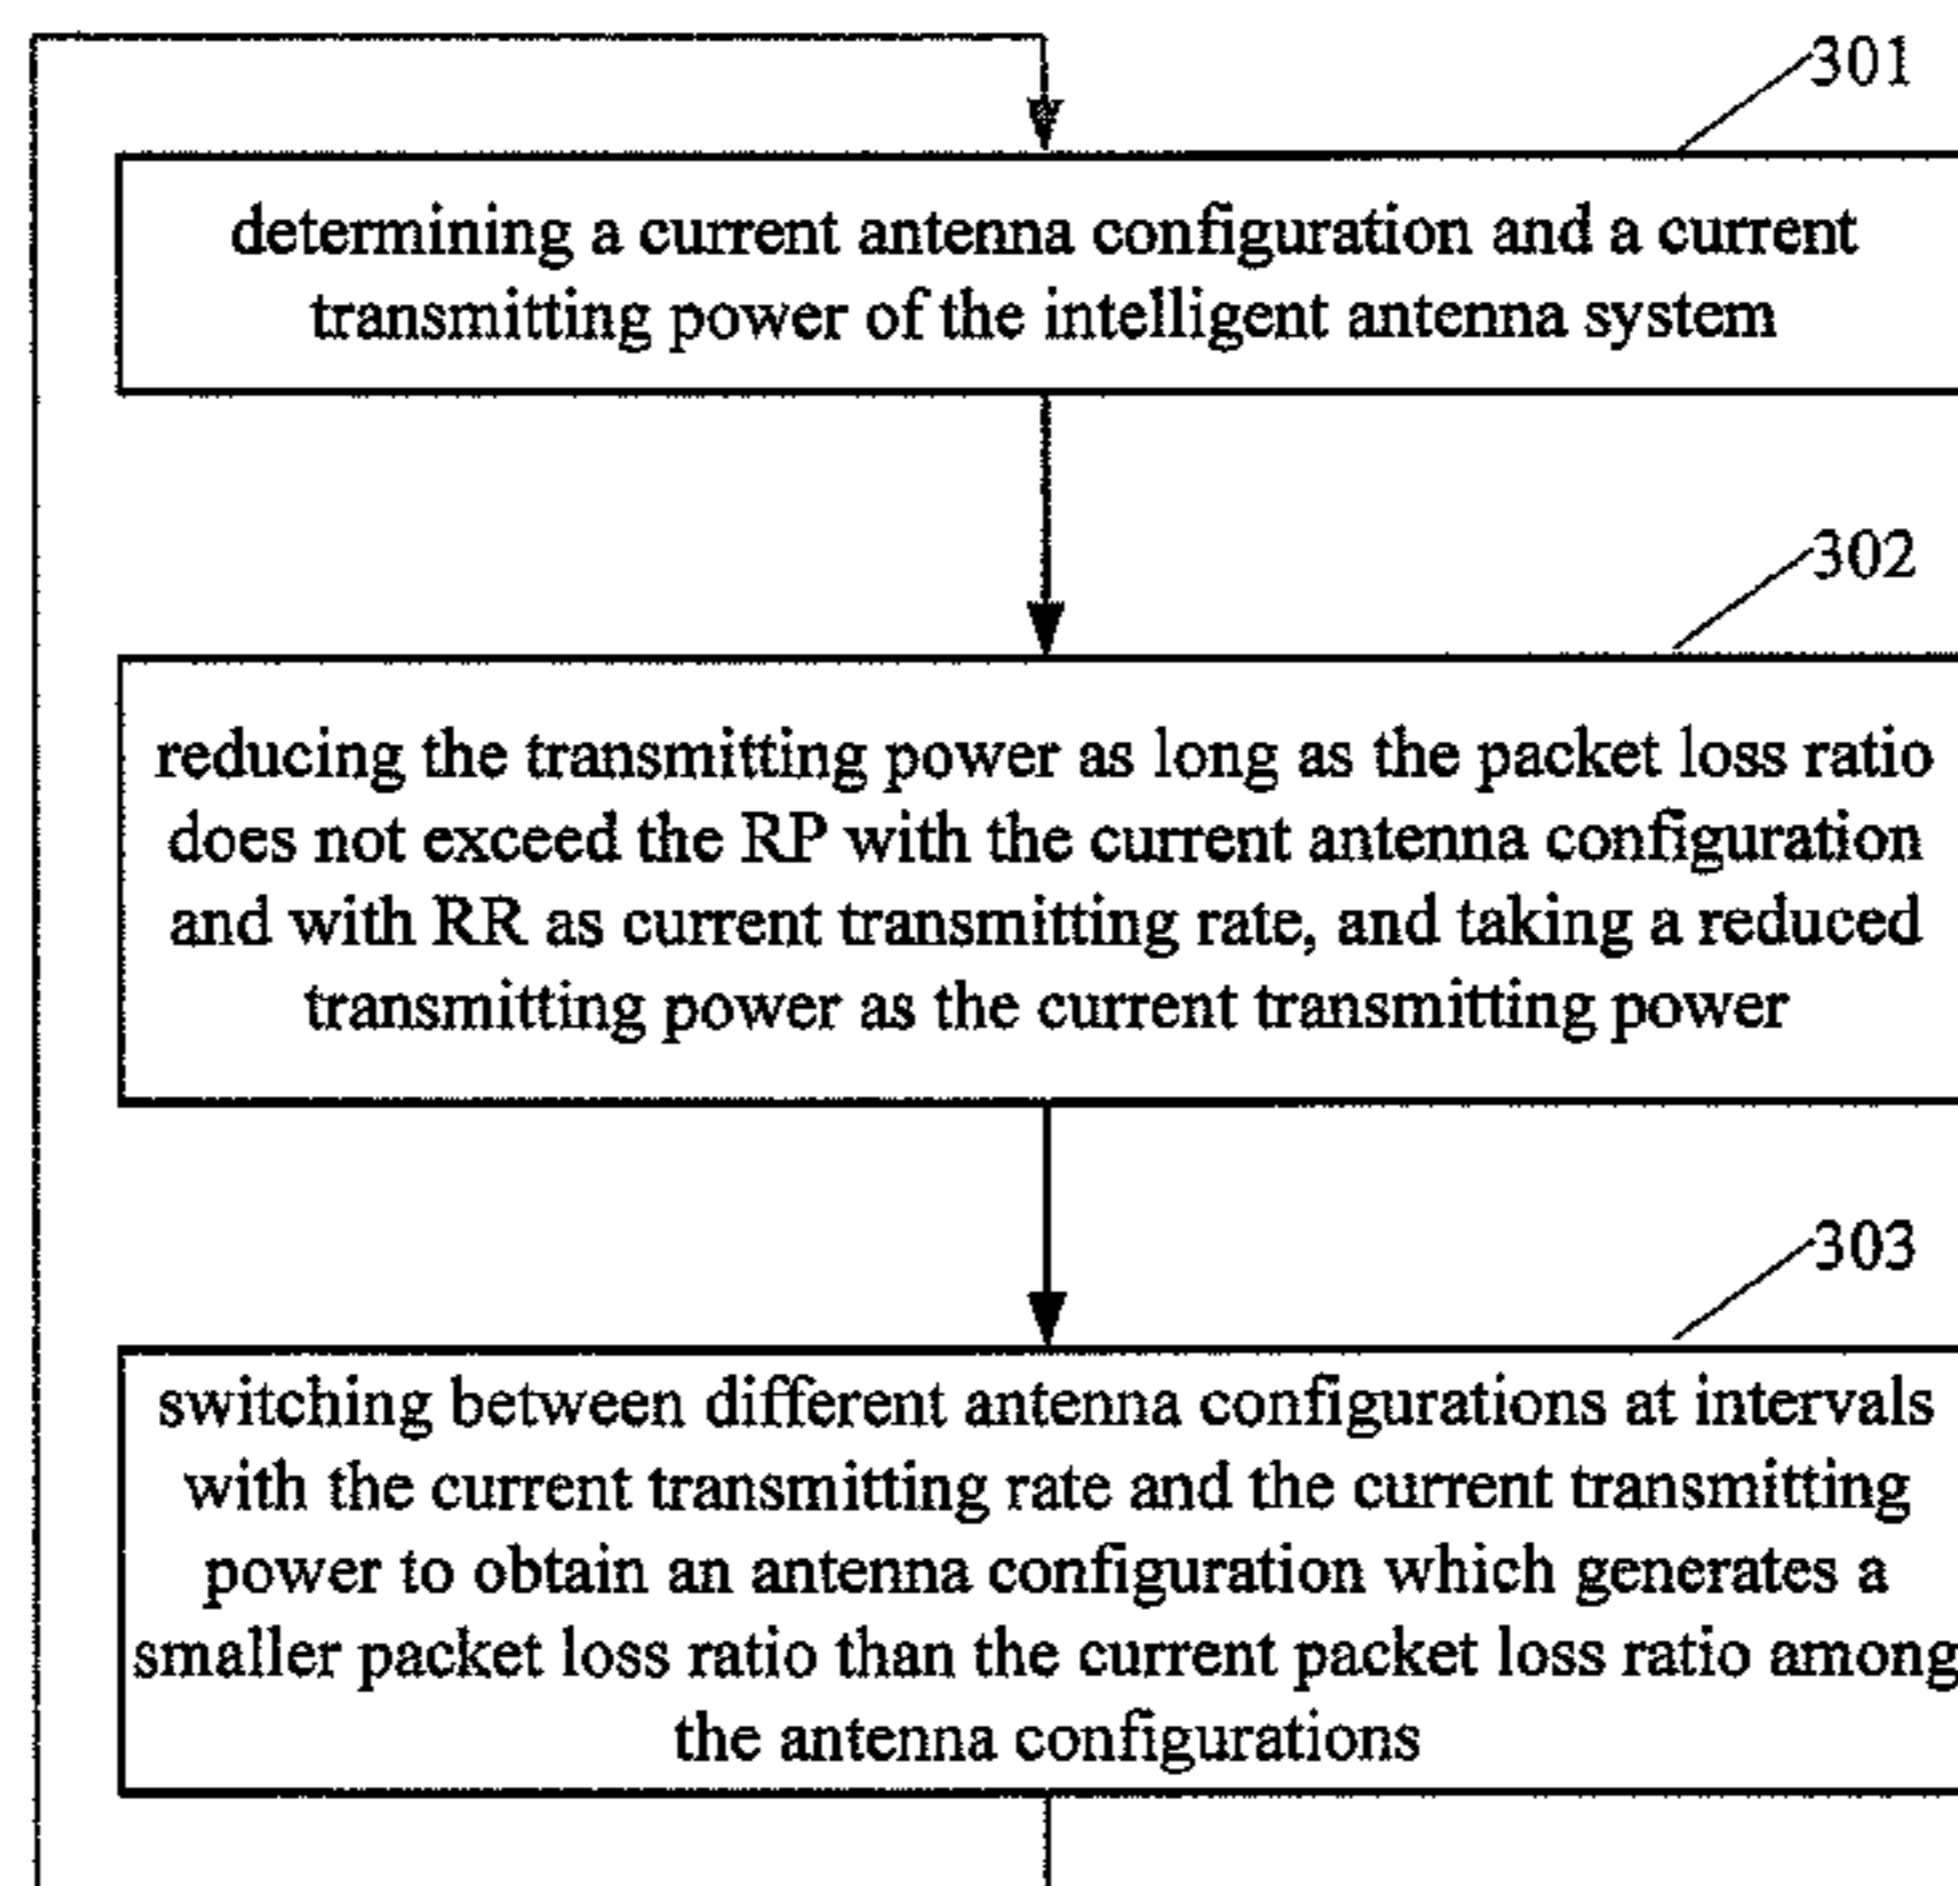 301
determining a current antenna configuration and a current
transmitting power of the intelligent antenna system
302
reducing the transmitting power as long as the packet loss ratio
does not exceed the RP with the current antenna configuration
and with RR as current transmitting rate, and taking a reduced
transmitting power as the current transmitting power
303
switching between different antenna configurations at intervals
with the current transmitting rate and the current transmitting
power to obtain an antenna configuration which generates a
smaller packet loss ratio than the current packet loss ratio among
the antenna configurations